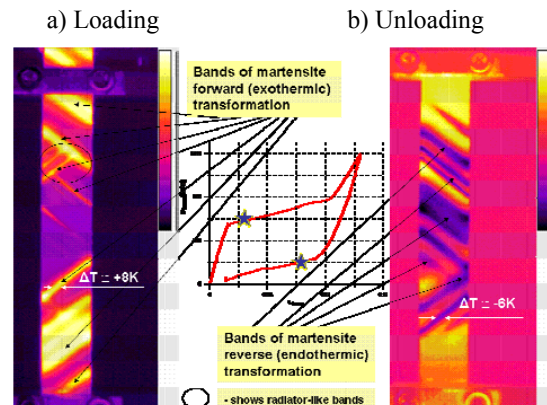 a) Loading
b) Unloading
Bands of martensite
forward (exothermic)
transformation
ΔT ≃ +8K
ΔT ≃ -6K
Bands of martensite
reverse (endothermic)
transformation
- shows radiator-like bands